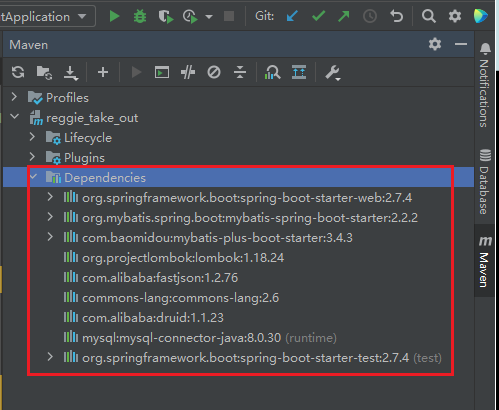 tApplication
Git:
Maven
Profiles
reggie_take_out
Lifecycle
Plugins
Dependencies
org.springframework.boot:spring-boot-starter-web:2.7.4
org.mybatis.spring.boot:mybatis-spring-boot-starter:2.2.2
com.baomidou:mybatis-plus-boot-starter:3.4.3
org.projectlombok:lombok:1.18.24
com.alibaba:fastjson:1.2.76
commons-lang:commons-lang:2.6
com.alibaba:druid:1.1.23
mysql:mysql-connector-java:8.0.30 (runtime)
org.springframework.boot:spring-boot-starter-test:2.7.4 (test)
Notifications
Database
m Maven